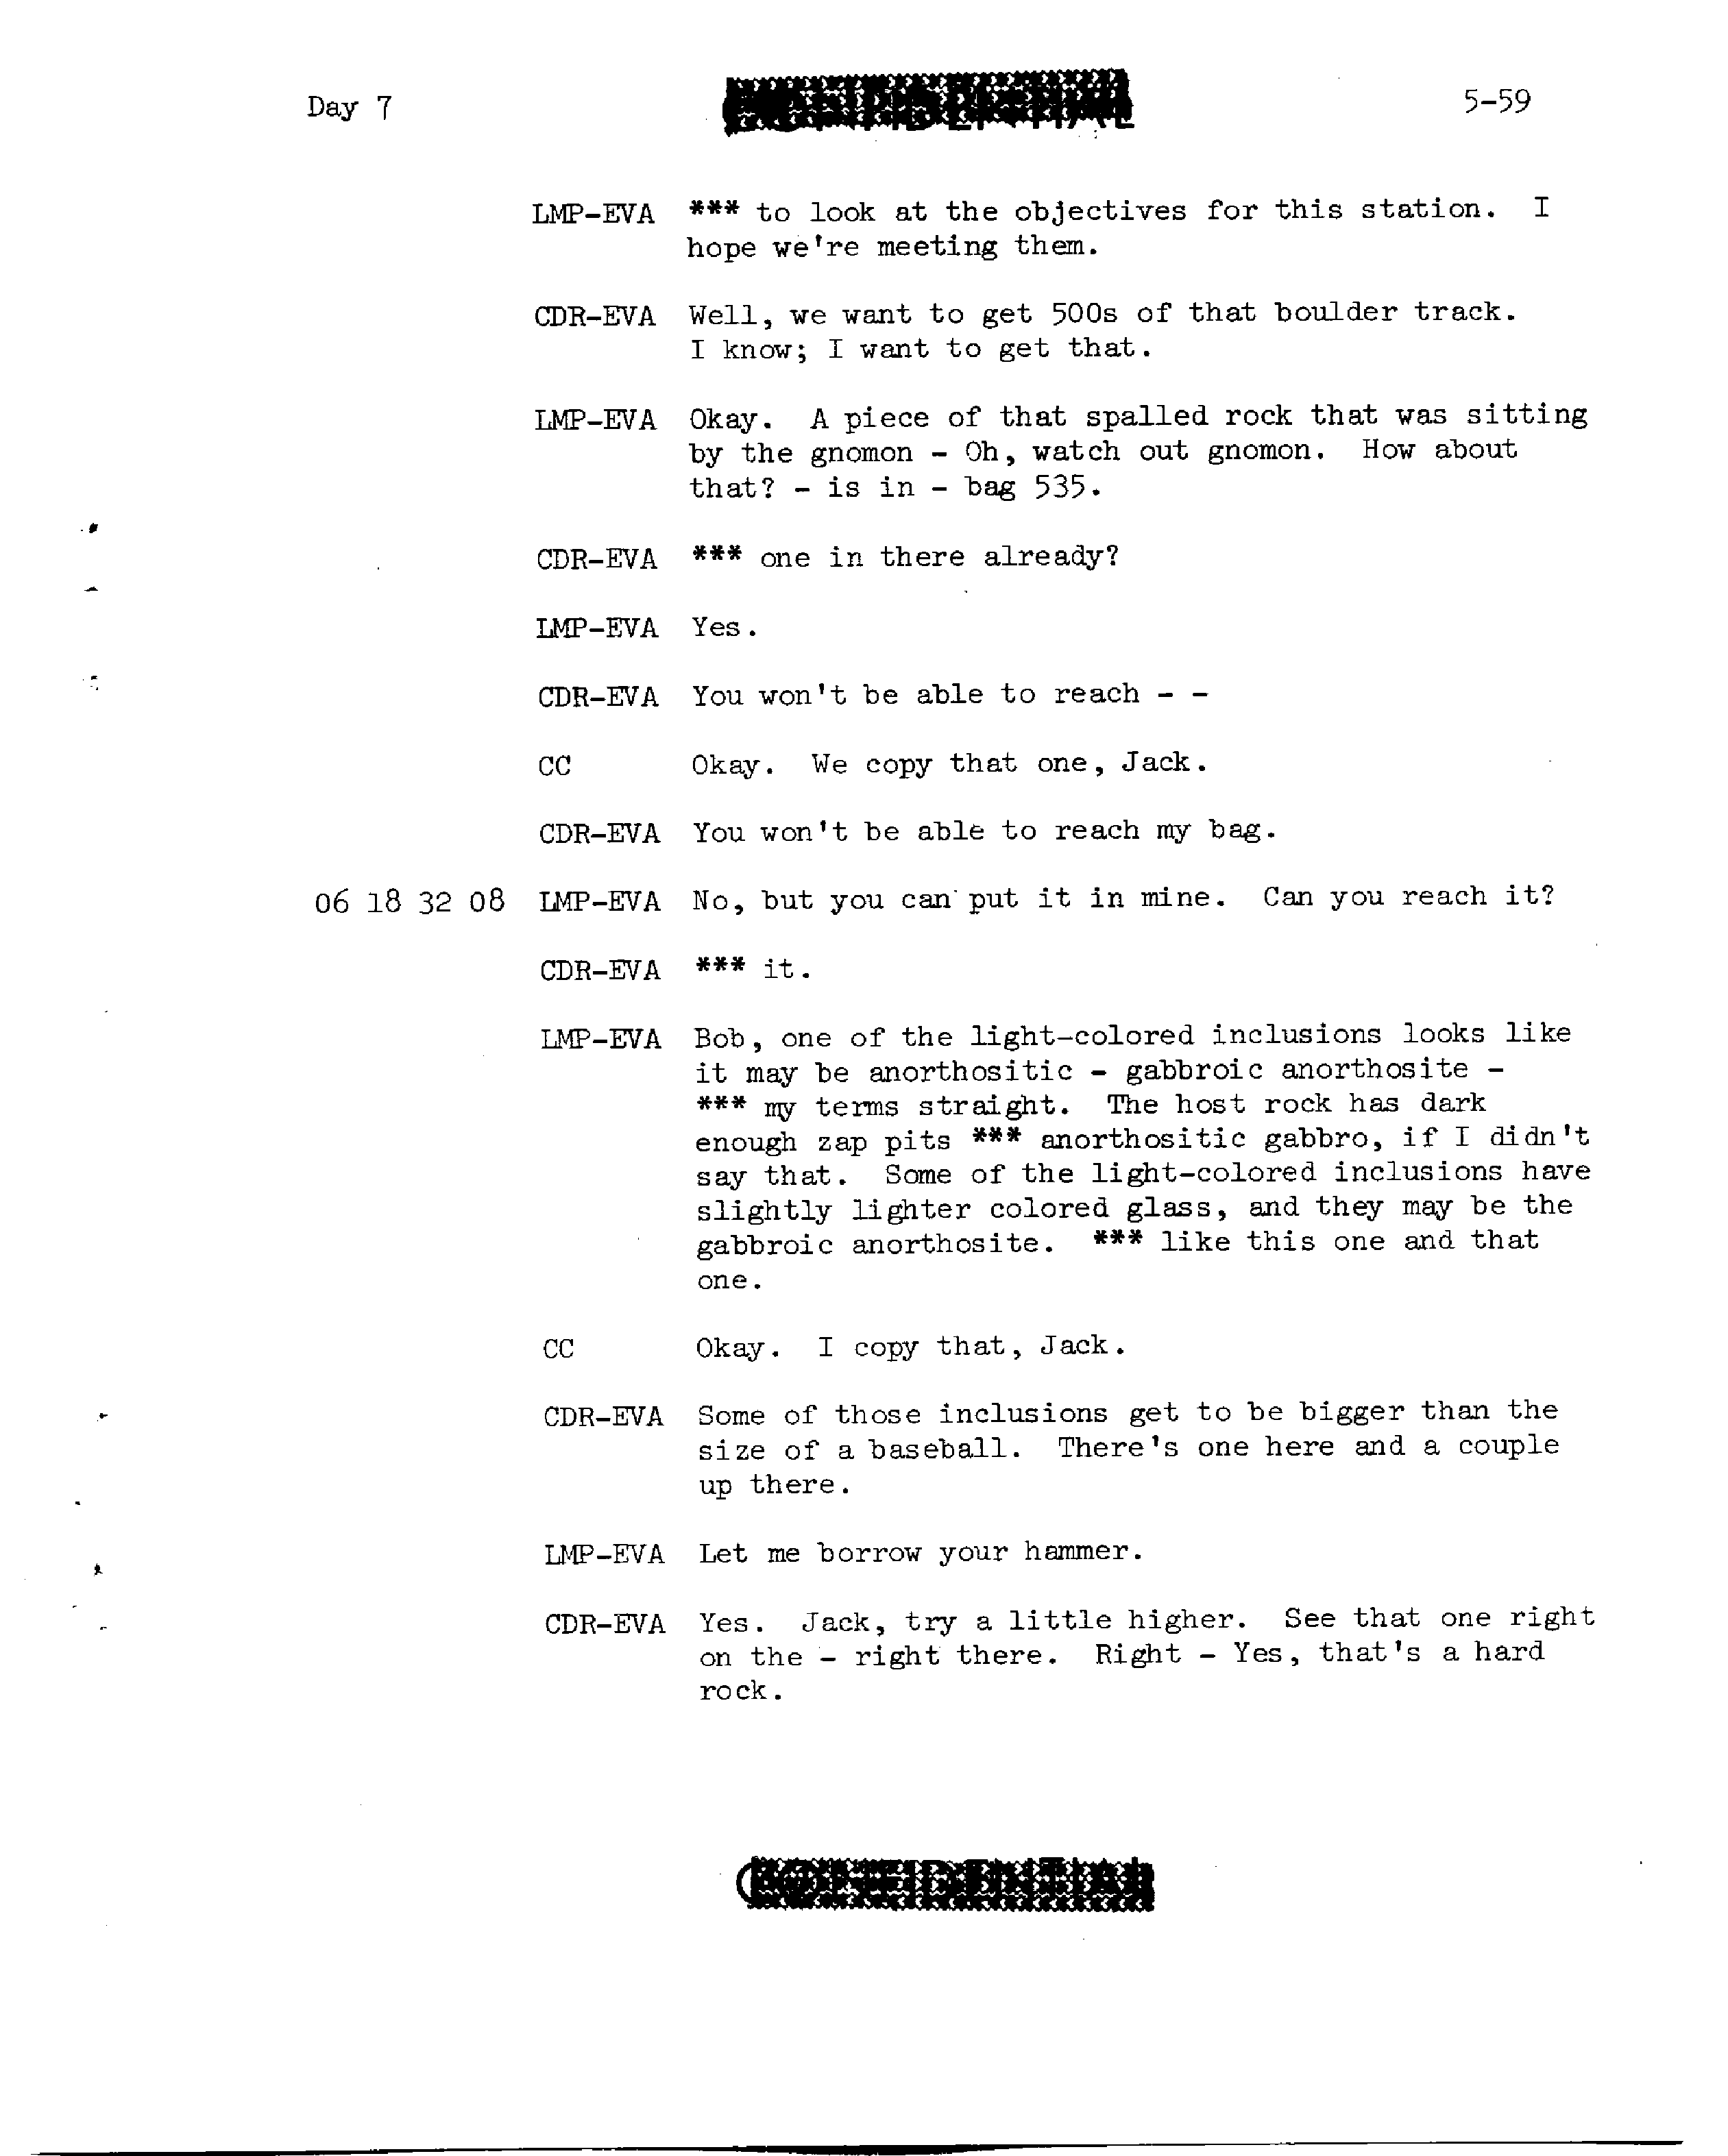 Day 7
5-59
LMP-EVA *** to look at the objectives for this station. I
hope we're meeting them.
CDR-EVA Well, we want to get 500s of that boulder track.
I know; I want to get that.
LMP-EVA Okay. A piece of that spalled rock that was sitting
by the gnomon - Oh, watch out gnomon. How about
that? - is in - bag 535.
CDR-EVA *** one in there already?
LMP-EVA Yes.
CDR-EVA You won't be able to reach - -
CC Okay. We copy that one, Jack.
CDR-EVA You won't be able to reach my bag.
06 18 32 08 LMP-EVA No, but you can put it in mine. Can you reach it?
CDR-EVA *** it.
LMP-EVA Bob, one of the light-colored inclusions looks like
it may be anorthositic - gabbroic anorthosite -
*** my terms straight. The host rock has dark
enough zap pits *** anorthositic gabbro, if I didn't
say that. Some of the light-colored inclusions have
slightly lighter colored glass, and they may be the
gabbroic anorthosite. *** like this one and that
one.
CC Okay. I copy that, Jack.
CDR-EVA Some of those inclusions get to be bigger than the
size of a baseball. There's one here and a couple
up there.
LMP-EVA Let me borrow your hammer.
CDR-EVA Yes. Jack, try a little higher. See that one right
on the - right there. Right - Yes, that's a hard
rock.